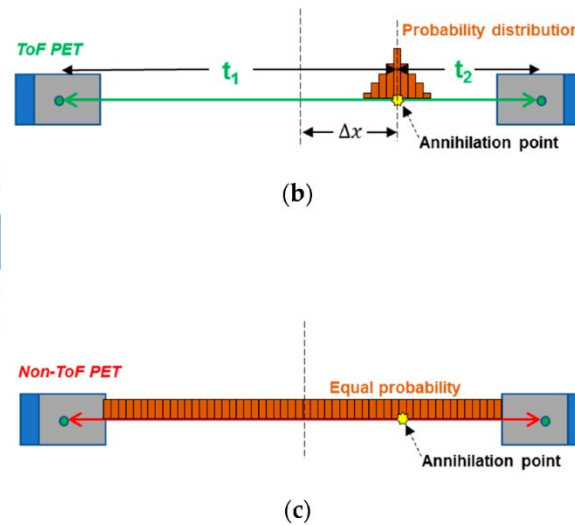 ToF PET
Probability distribution
t₁
t₂
Δx
Annihilation point
(b)
Non-ToF PET
Equal probability
Annihilation point
(c)